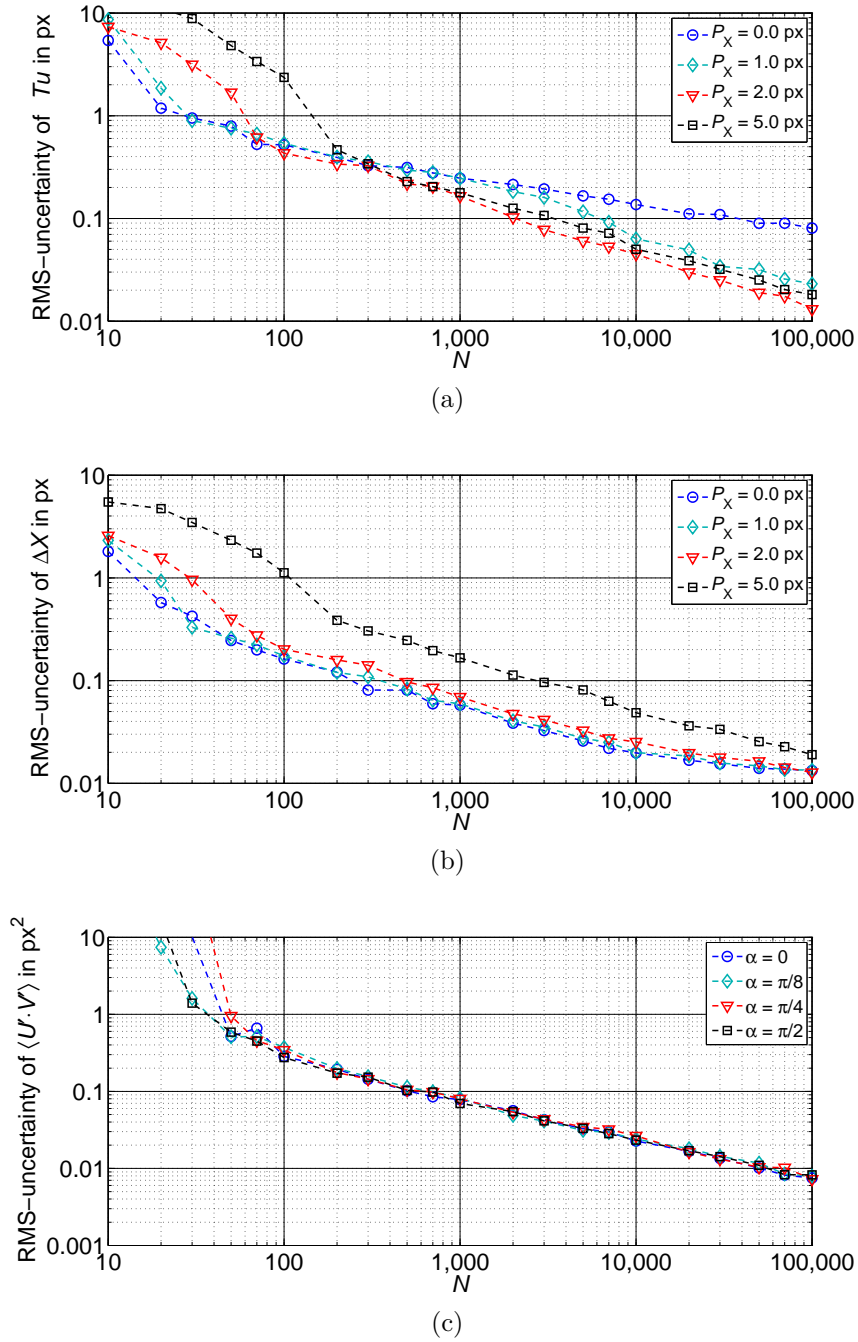 RMS−uncertainty of Tu in px
10
1
0.1
0.01
10
100
1,000
10,000
100,000
N
P_X = 0.0 px
P_X = 1.0 px
P_X = 2.0 px
P_X = 5.0 px
(a)
RMS−uncertainty of ΔX in px
10
1
0.1
0.01
10
100
1,000
10,000
100,000
N
P_X = 0.0 px
P_X = 1.0 px
P_X = 2.0 px
P_X = 5.0 px
(b)
RMS−uncertainty of ⟨U′·V′⟩ in px²
10
1
0.1
0.01
0.001
10
100
1,000
10,000
100,000
N
α = 0
α = π/8
α = π/4
α = π/2
(c)